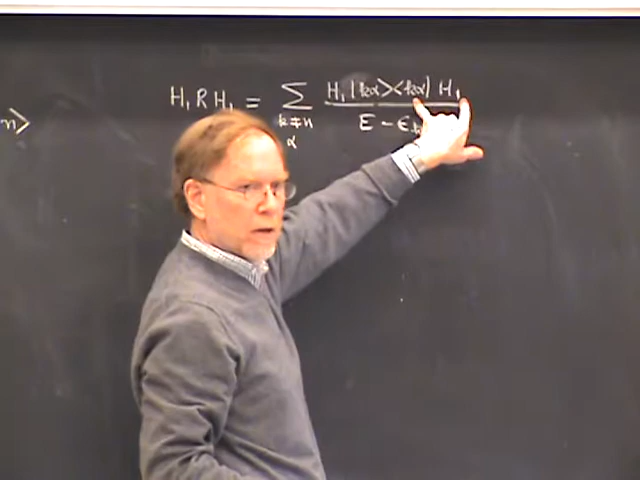 n>
H₁ R H₁ = Σ H₁ |kα><kα| H₁
k≠n E - ϵk
α